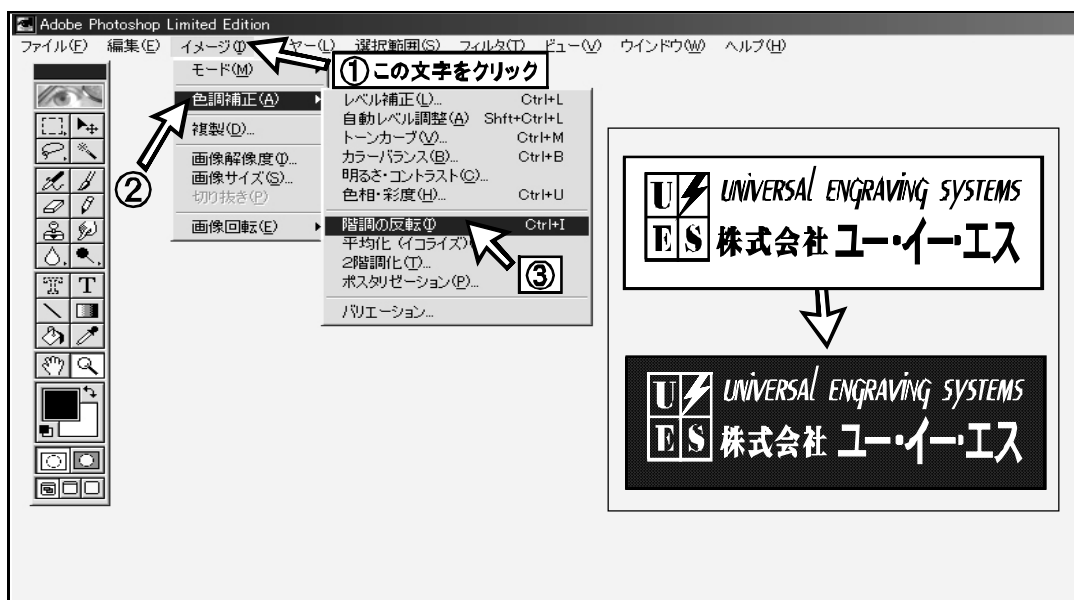 Adobe Photoshop Limited Edition
ファイル(F) 編集(E) イメージ(I) ヤー(L) 選択範囲(S) フィルタ(T) ビュー(V) ウインドウ(W) ヘルプ(H)
①この文字をクリック
モード(M)
色調補正(A)
複製(D)...
画像解像度(I)...
画像サイズ(S)...
切り抜き(P)
画像回転(E)
②
レベル補正(L)... Ctrl+L
自動レベル調整(A) Shft+Ctrl+L
トーンカーブ(V)... Ctrl+M
カラーバランス(B)... Ctrl+B
明るさ・コントラスト(C)...
色相・彩度(H)... Ctrl+U
階調の反転(I) Ctrl+I
平均化 (イコライズ)
2階調化(T)...
ポスタリゼーション(P)...
バリエーション...
③
T
U
E S
UNIVERSAL ENGRAVING SYSTEMS
株式会社 ユー・イー・エス
U
E S
UNIVERSAL ENGRAVING SYSTEMS
株式会社 ユー・イー・エス